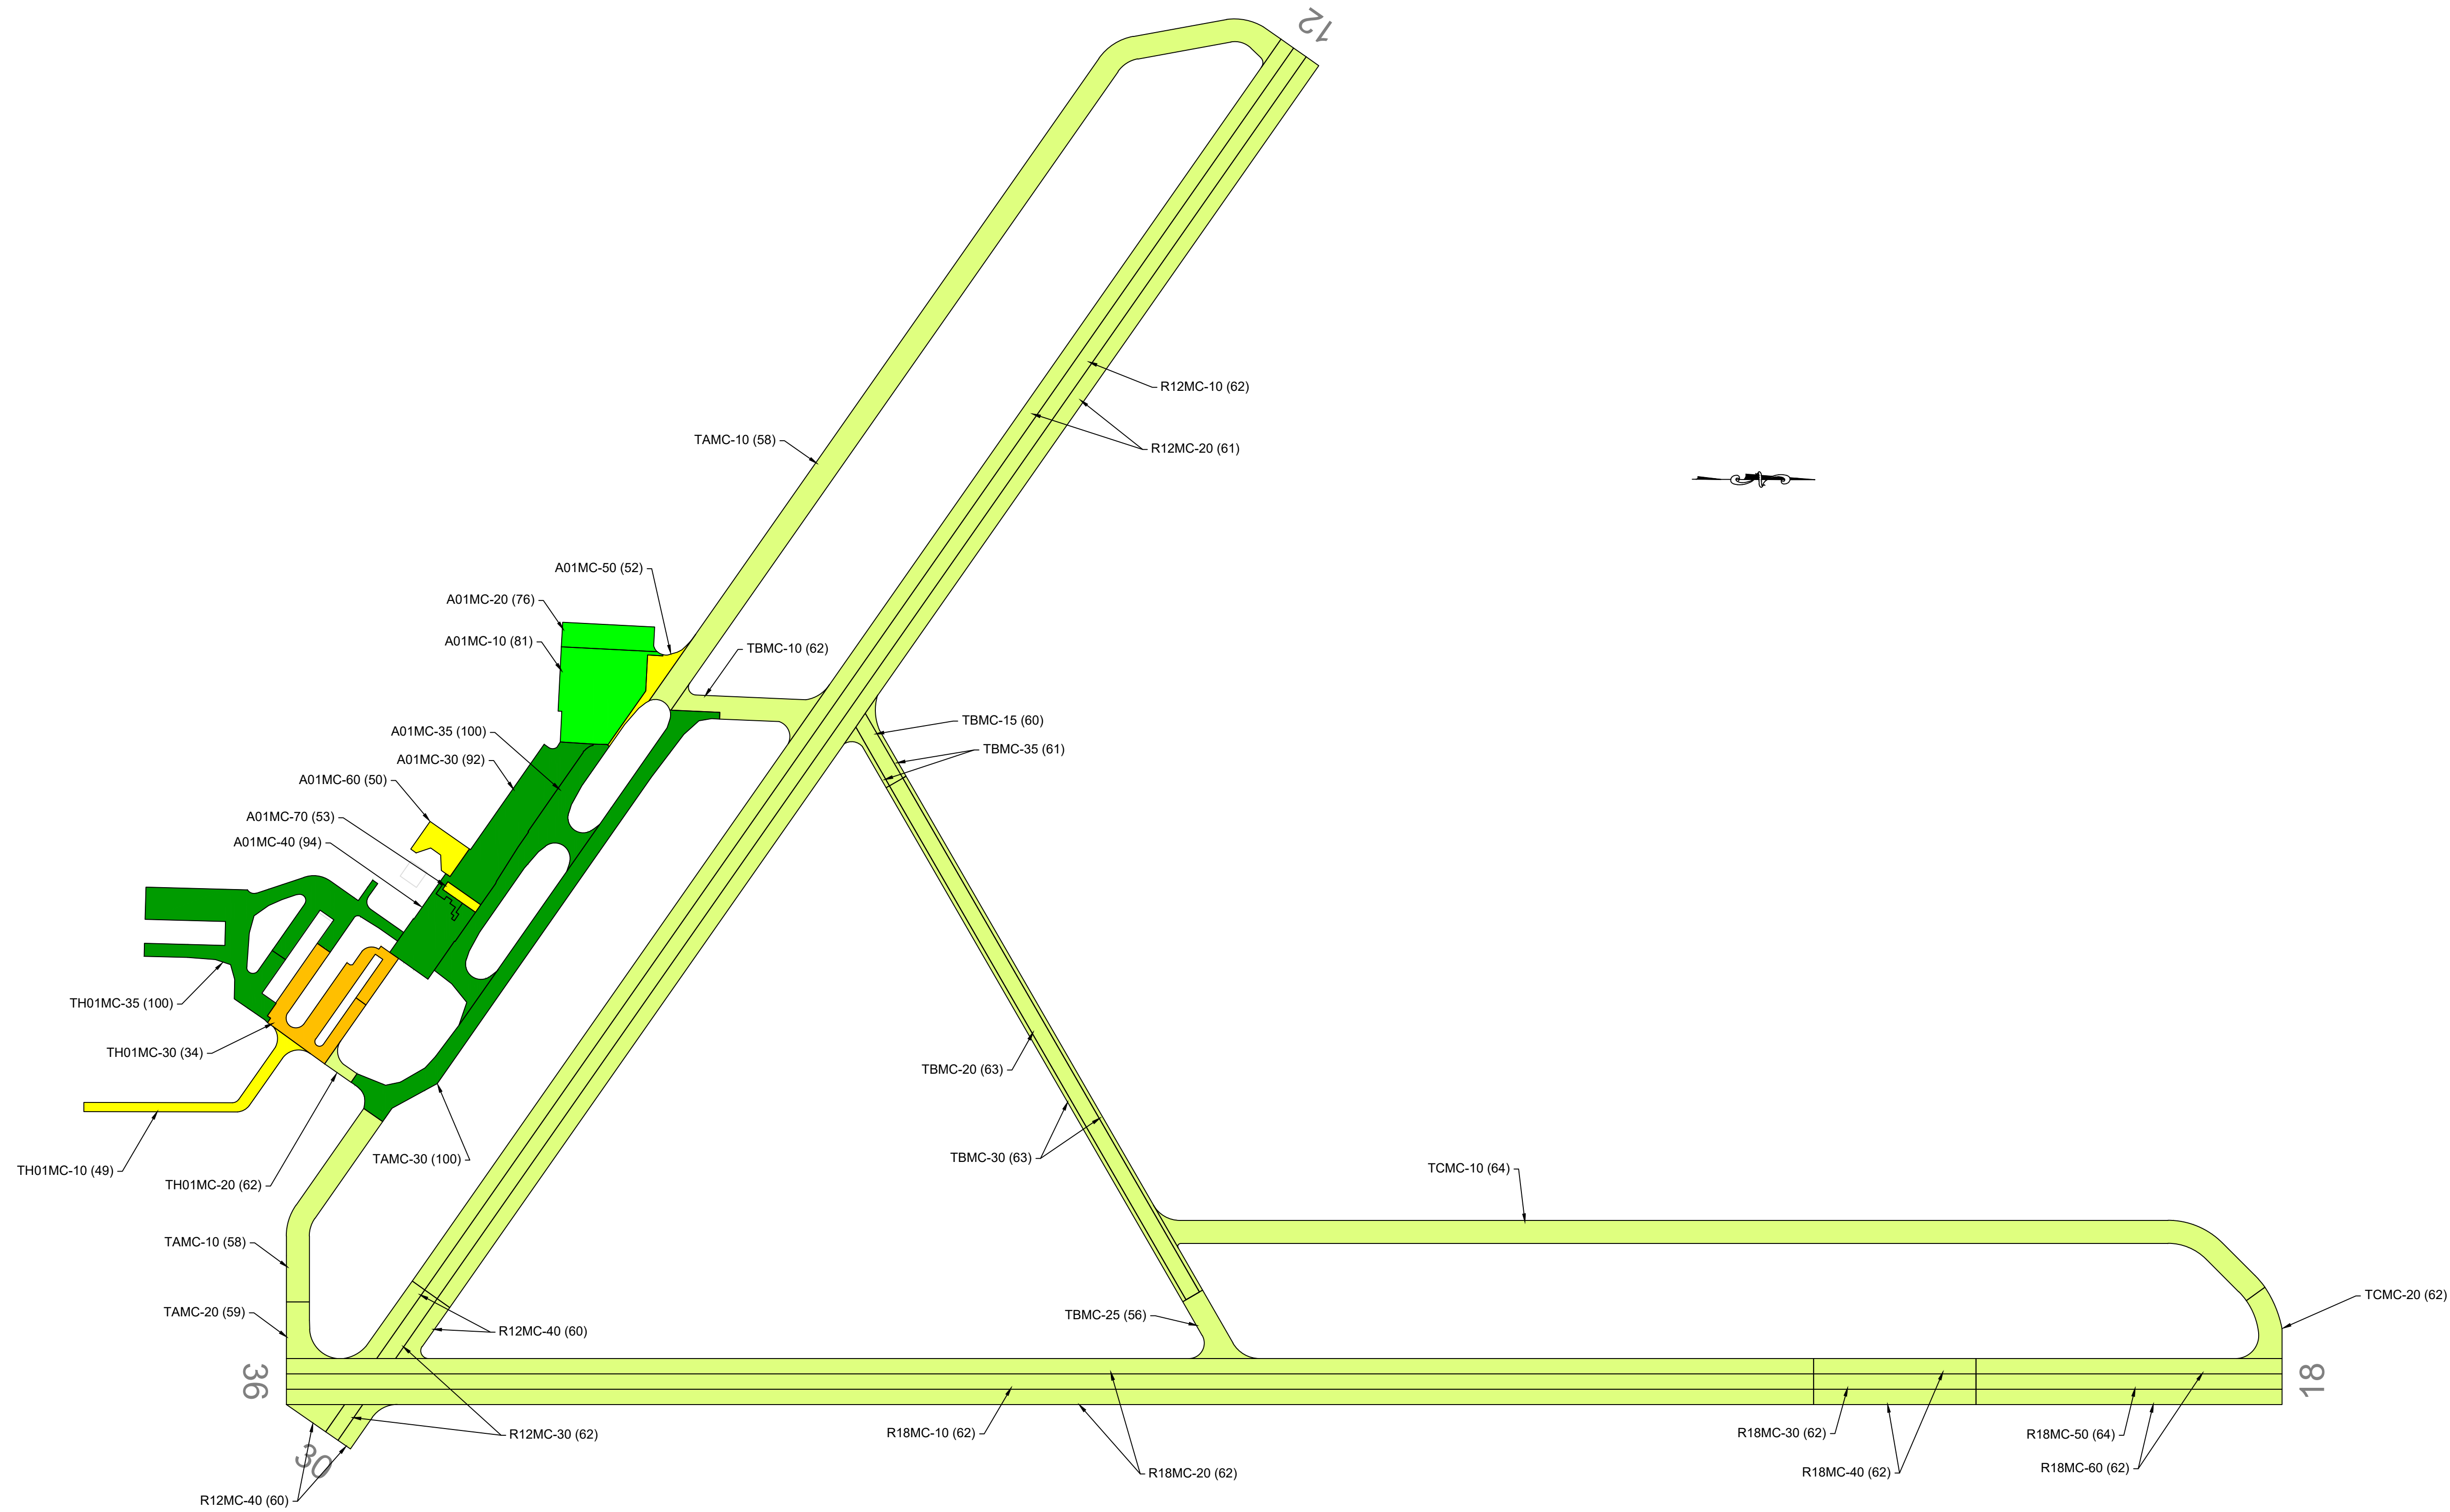 12
R12MC-10 (62)
TAMC-10 (58)
R12MC-20 (61)
A01MC-50 (52)
A01MC-20 (76)
A01MC-10 (81)
TBMC-10 (62)
TBMC-15 (60)
A01MC-35 (100)
TBMC-35 (61)
A01MC-30 (92)
A01MC-60 (50)
A01MC-70 (53)
A01MC-40 (94)
TH01MC-35 (100)
TH01MC-30 (34)
TBMC-20 (63)
TAMC-30 (100)
TBMC-30 (63)
TH01MC-10 (49)
TCMC-10 (64)
TH01MC-20 (62)
TAMC-10 (58)
TCMC-20 (62)
TAMC-20 (59)
TBMC-25 (56)
R12MC-40 (60)
36
18
R12MC-30 (62)
R18MC-10 (62)
R18MC-30 (62)
R18MC-50 (64)
30
R18MC-20 (62)
R18MC-40 (62)
R18MC-60 (62)
R12MC-40 (60)